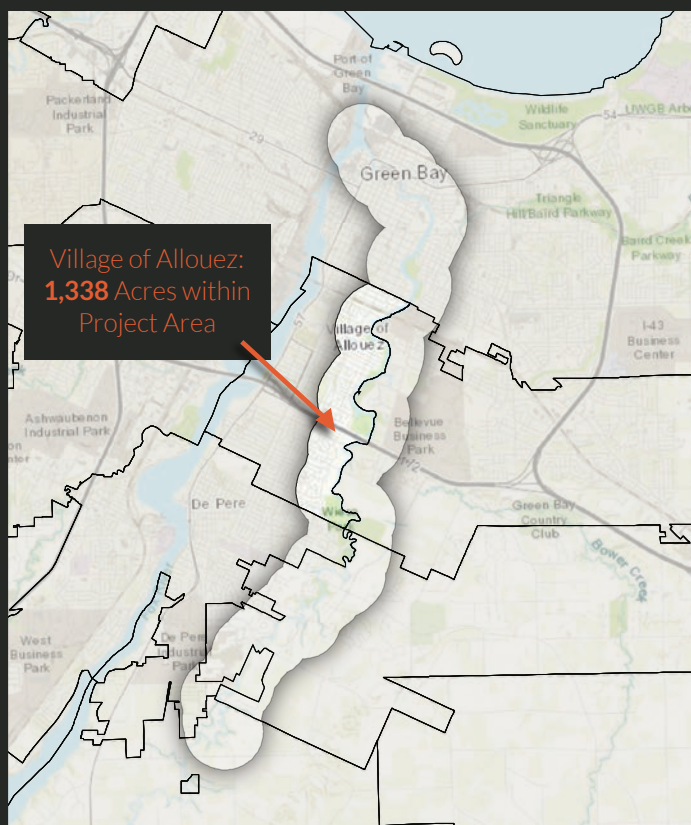 Port of
Green
Bay
Packerland
Industrial
Park
Wildlife
Sanctuary
54
UWGB Arbo
29
Green Bay
Triangle
Hill/Baird Parkway
Baird Creek
Parkway
Village of Allouez:
1,338 Acres within
Project Area
57
Village of
Allouez
I-43
Business
Center
Ashwaubenon
Industrial Park
Bellevue
Business
Park
De Pere
Green Bay
Country
Club
Bower Creek
West
Business
Park
De Pere
Industrial
Park